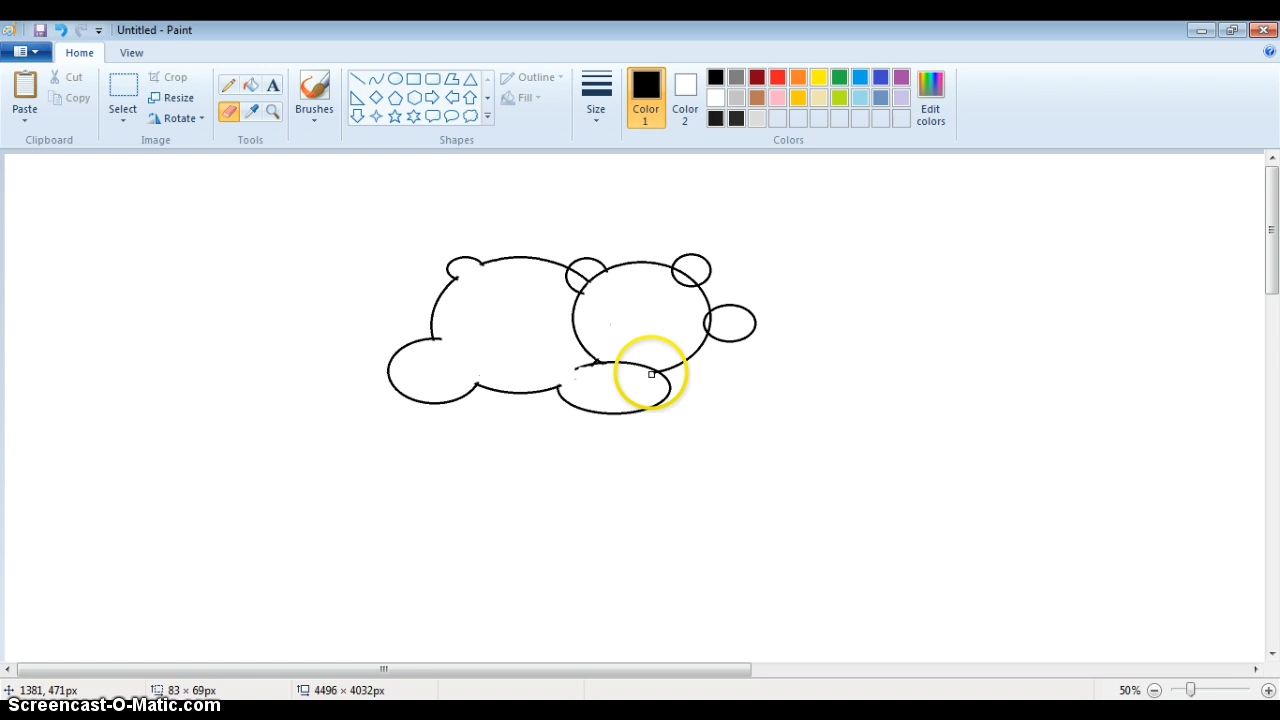 Untitled - Paint
Home View
Paste
Cut
Copy
Clipboard
Select
Crop
Resize
Rotate
Image
Tools
Brushes
Shapes
Outline
Fill
Size
Color 1
Color 2
Colors
Edit colors
1381, 471px
83 × 69px
4496 × 4032px
50%
Screencast-O-Matic.com